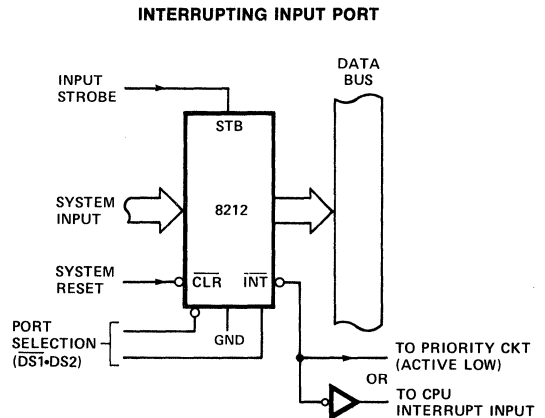 INTERRUPTING INPUT PORT
DATA
BUS
INPUT
STROBE
STB
SYSTEM
INPUT
8212
SYSTEM
RESET
CLR
INT
PORT
SELECTION
(DS1•DS2)
GND
TO PRIORITY CKT
(ACTIVE LOW)
OR
TO CPU
INTERRUPT INPUT